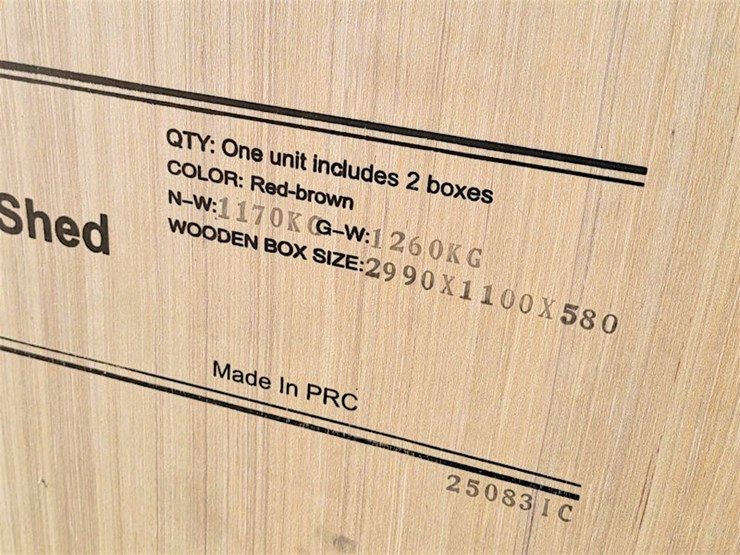 Shed
QTY: One unit includes 2 boxes
COLOR: Red-brown
N-W:1170KG G-W:1260KG
WOODEN BOX SIZE:2990X1100X580
Made In PRC
250831C